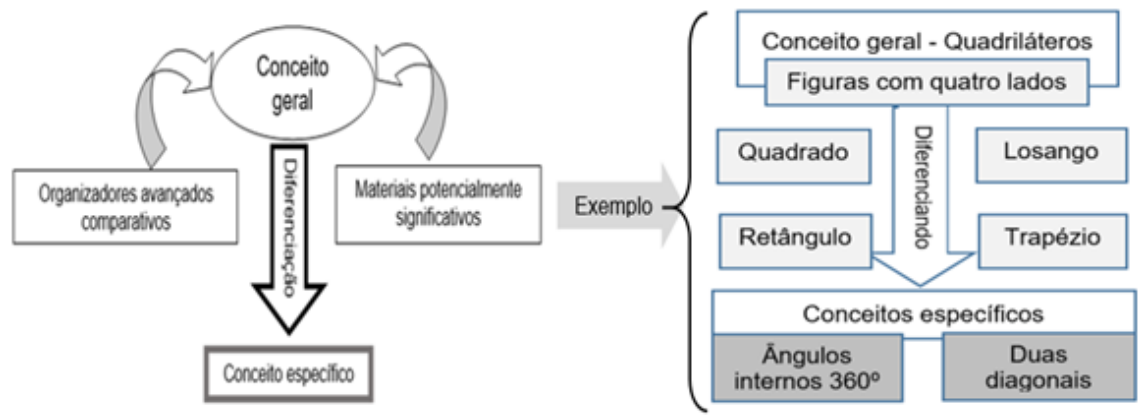 Conceito
geral
Organizadores avançados
comparativos
Diferenciação
Materiais potencialmente
significativos
Conceito específico
Exemplo
Conceito geral - Quadriláteros
Figuras com quatro lados
Quadrado
Diferenciando
Losango
Retângulo
Trapézio
Conceitos específicos
Ângulos
internos 360º
Duas
diagonais